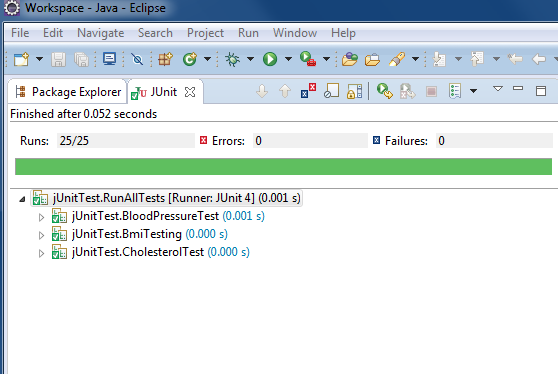 Workspace - Java - Eclipse
File Edit Navigate Search Project Run Window Help
Package Explorer JUnit
Finished after 0.052 seconds
Runs: 25/25 Errors: 0 Failures: 0
jUnitTest.RunAllTests [Runner: JUnit 4] (0.001 s)
jUnitTest.BloodPressureTest (0.001 s)
jUnitTest.BmiTesting (0.000 s)
jUnitTest.CholesterolTest (0.000 s)